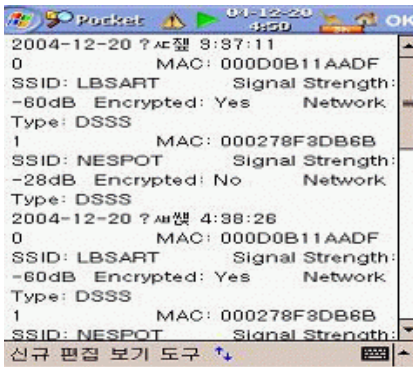 Pocket 04-12-20 4:50 OK
2004-12-20 ? 3:37:11
0 MAC: 000D0B11AADF
SSID: LBSART Signal Strength:
-60dB Encrypted: Yes Network
Type: DSSS
1 MAC: 000278F3DB6B
SSID: NESPOT Signal Strength:
-28dB Encrypted: No Network
Type: DSSS
2004-12-20 ? 4:38:26
0 MAC: 000D0B11AADF
SSID: LBSART Signal Strength:
-60dB Encrypted: Yes Network
Type: DSSS
1 MAC: 000278F3DB6B
SSID: NESPOT Signal Strength:
신규 편집 보기 도구